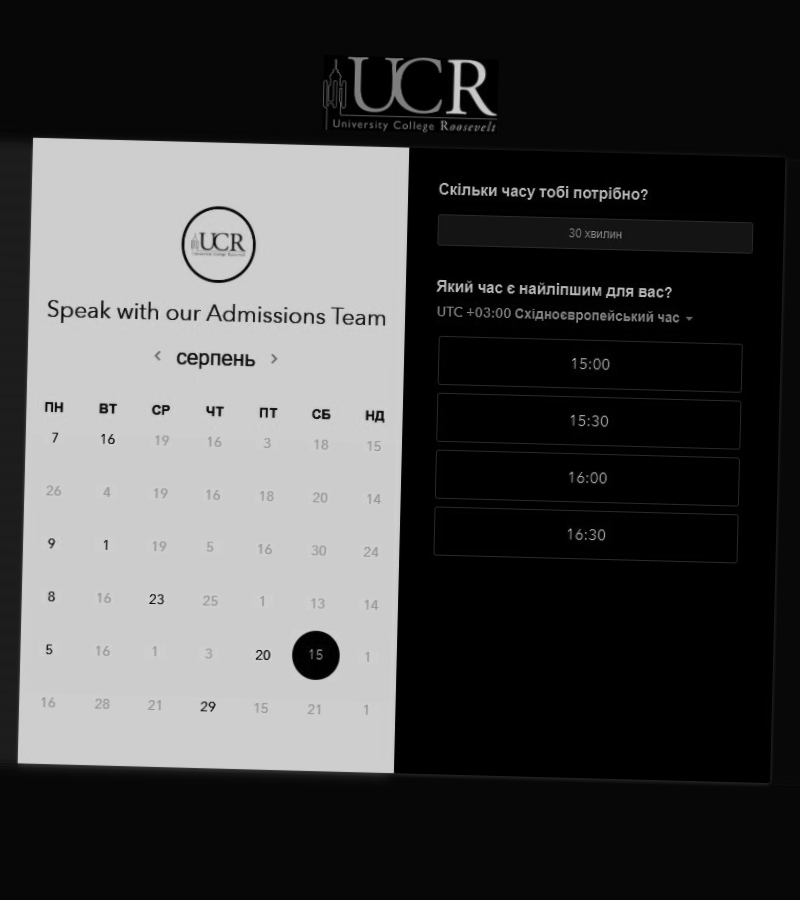 UCR
University College Roosevelt
UCR
University College Roosevelt
Speak with our Admissions Team
серпень
ПН ВТ СР ЧТ ПТ СБ НД
7 16 19 16 3 18 15
26 4 19 16 18 20 14
9 1 19 5 16 30 24
8 16 23 25 1 13 14
5 16 1 3 20 15 1
16 28 21 29 15 21 1
Скільки часу тобі потрібно?
30 хвилин
Який час є найліпшим для вас?
UTC +03:00 Східноєвропейський час
15:00
15:30
16:00
16:30